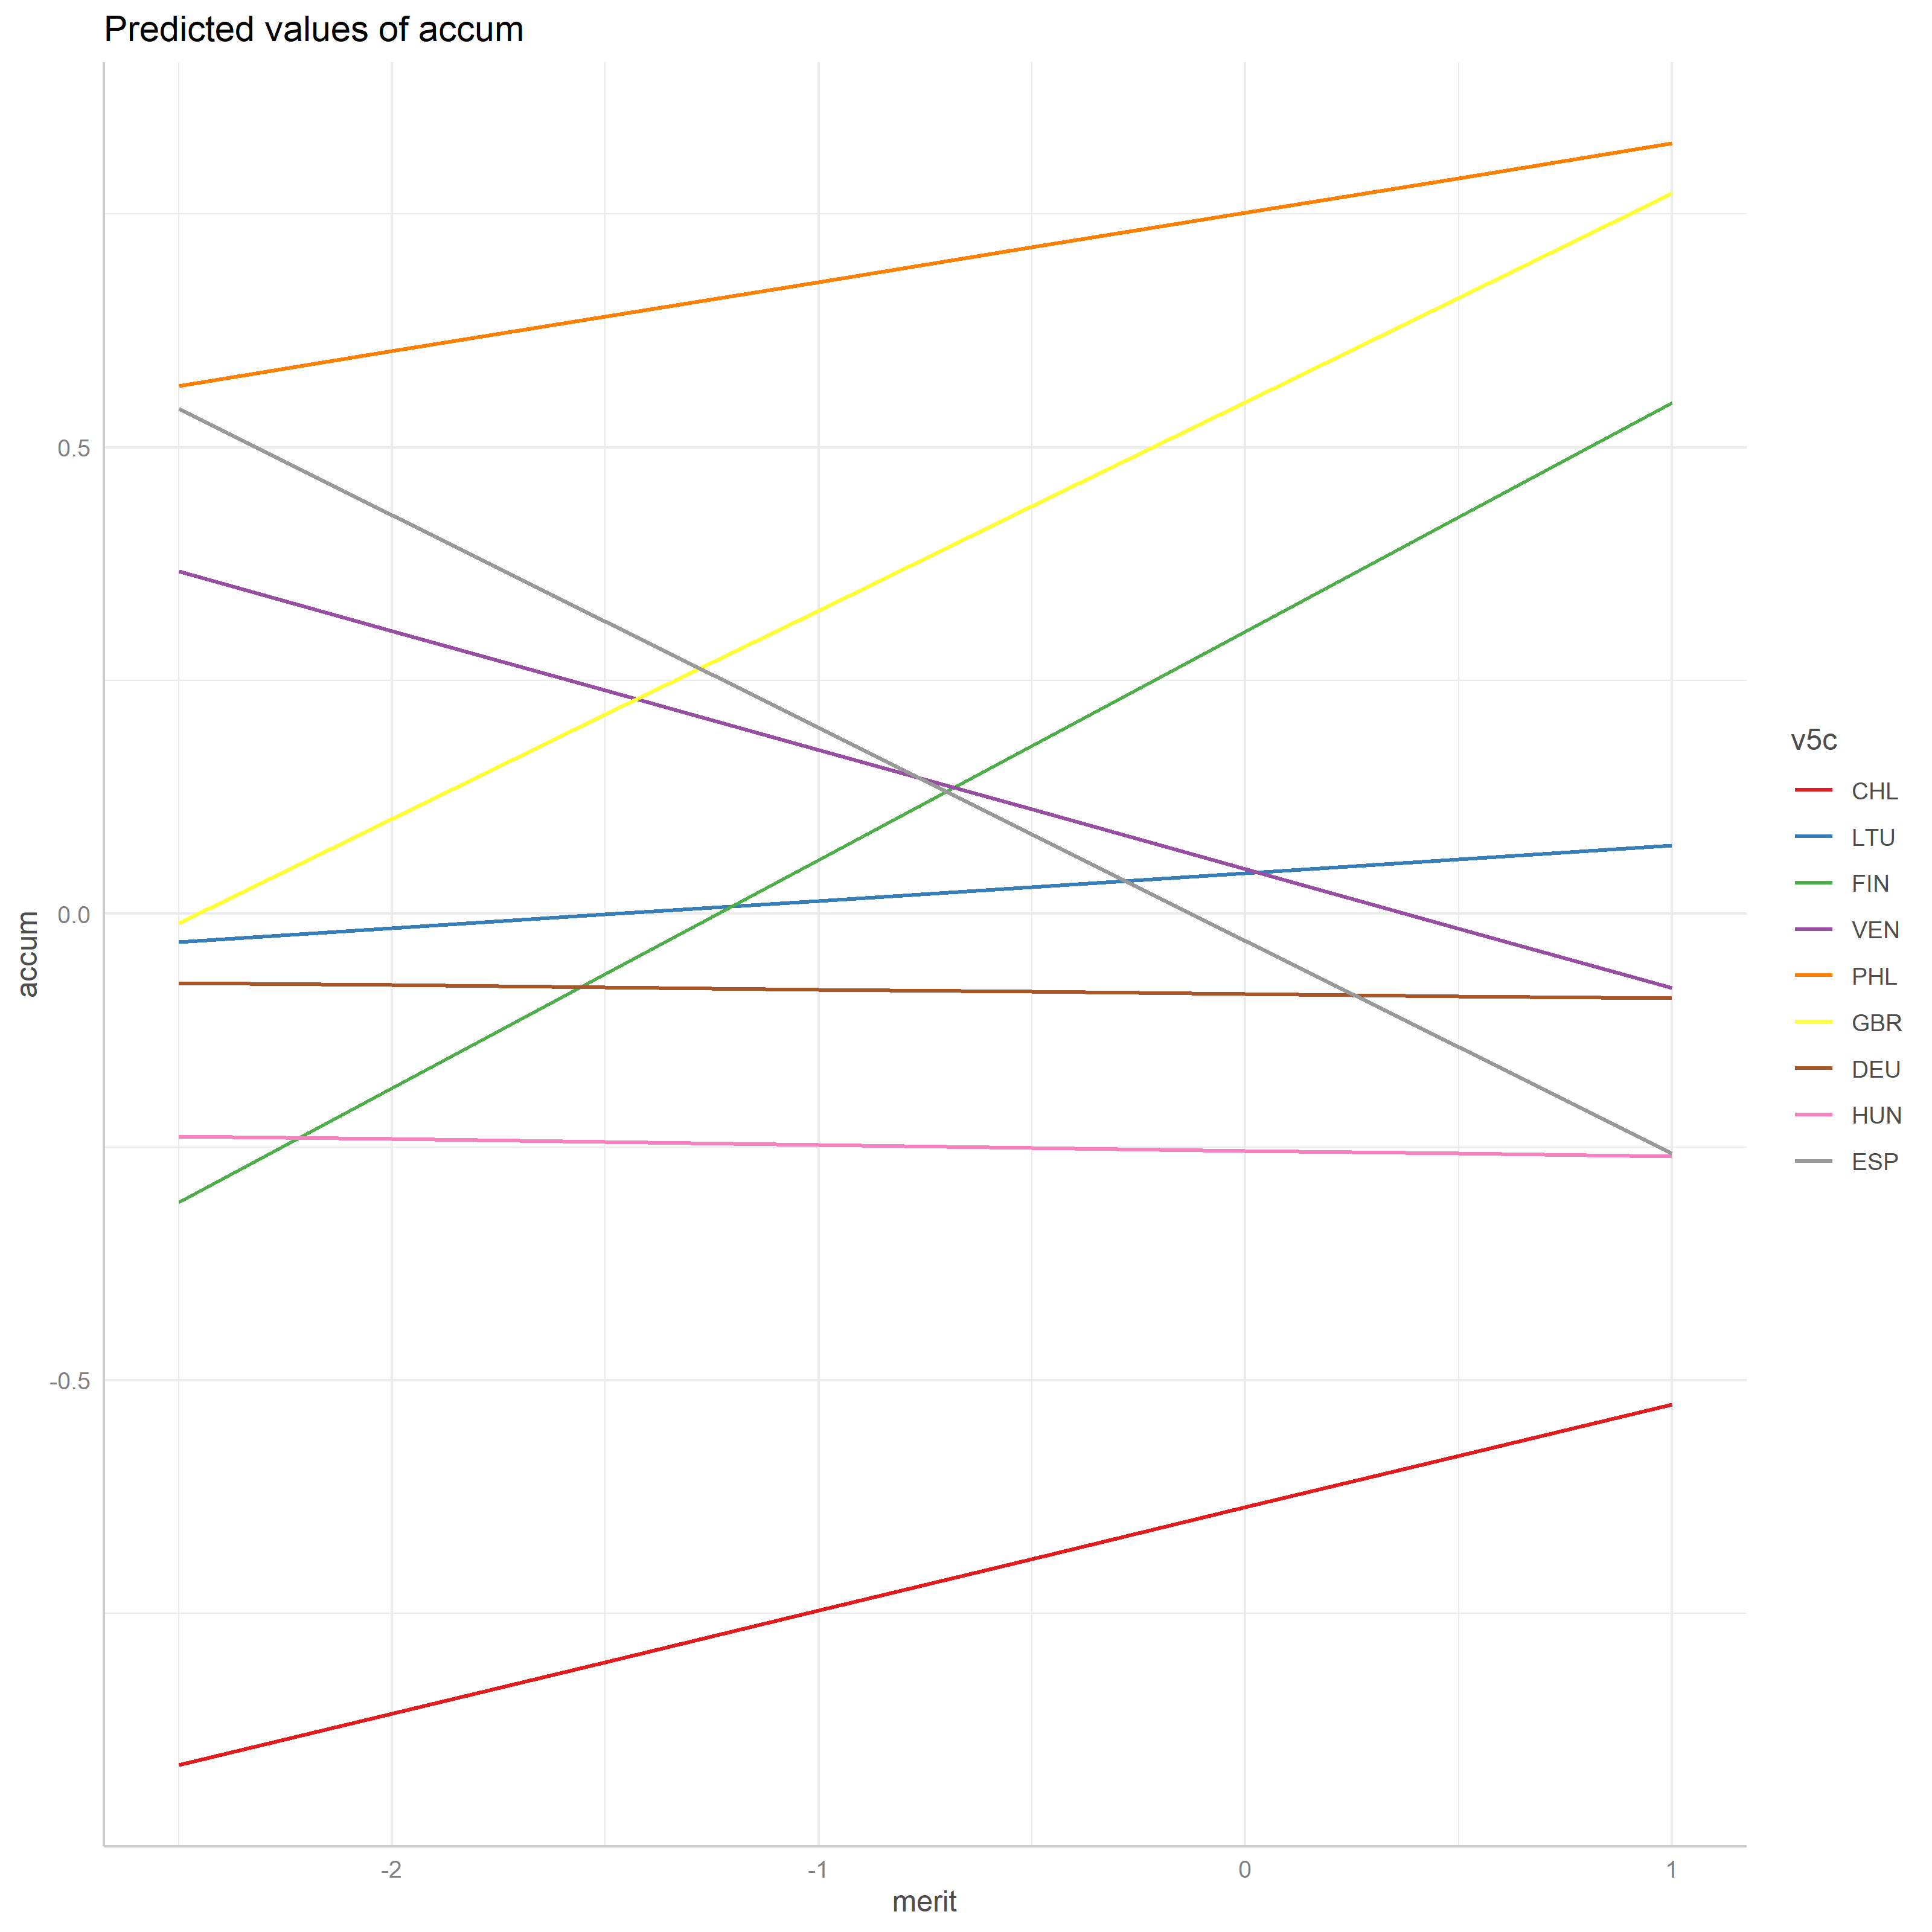 Predicted values of accum
accum
0.5
0.0
-0.5
-2
-1
0
1
merit
v5c
CHL
LTU
FIN
VEN
PHL
GBR
DEU
HUN
ESP